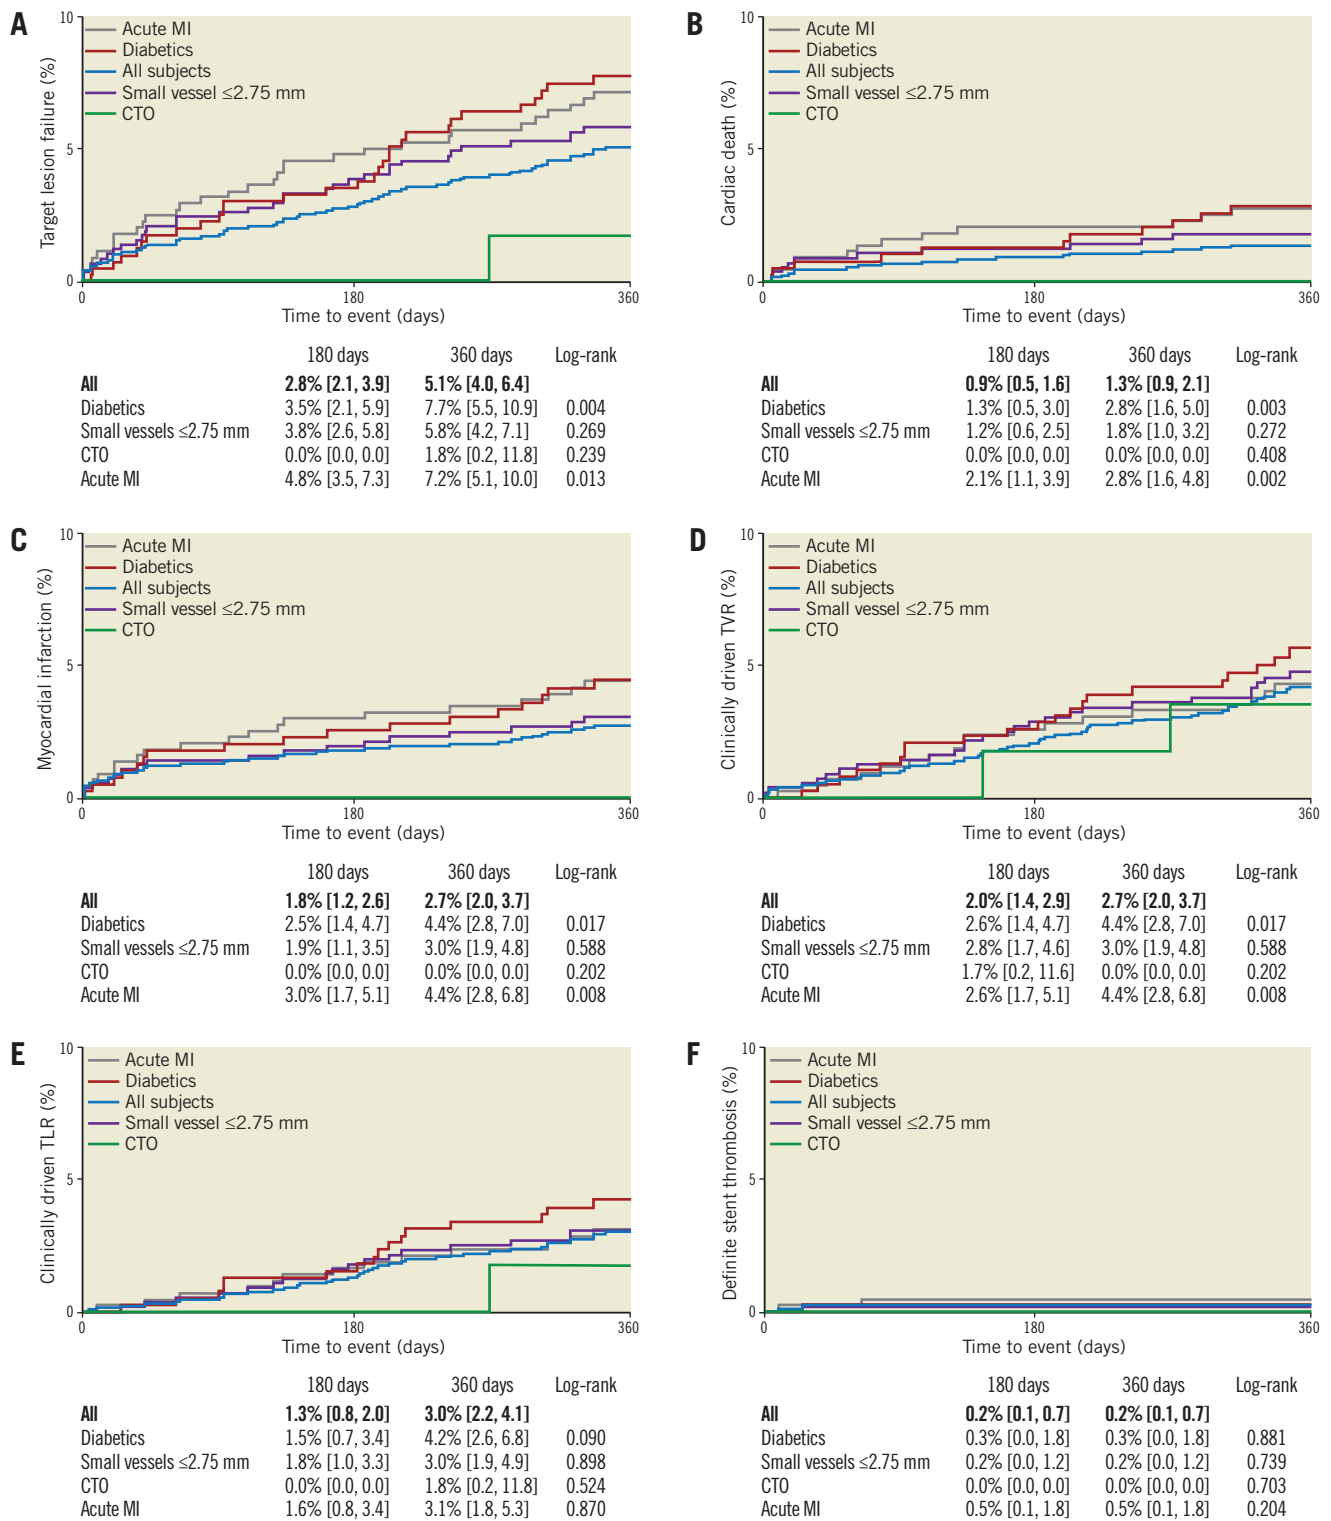 A
Target lesion failure (%)
10
5
0
Acute MI
Diabetics
All subjects
Small vessel ≤2.75 mm
CTO
0 180 360
Time to event (days)
180 days 360 days Log-rank
All 2.8% [2.1, 3.9] 5.1% [4.0, 6.4]
Diabetics 3.5% [2.1, 5.9] 7.7% [5.5, 10.9] 0.004
Small vessels ≤2.75 mm 3.8% [2.6, 5.8] 5.8% [4.2, 7.1] 0.269
CTO 0.0% [0.0, 0.0] 1.8% [0.2, 11.8] 0.239
Acute MI 4.8% [3.5, 7.3] 7.2% [5.1, 10.0] 0.013
B
Cardiac death (%)
10
5
0
Acute MI
Diabetics
All subjects
Small vessel ≤2.75 mm
CTO
0 180 360
Time to event (days)
180 days 360 days Log-rank
All 0.9% [0.5, 1.6] 1.3% [0.9, 2.1]
Diabetics 1.3% [0.5, 3.0] 2.8% [1.6, 5.0] 0.003
Small vessels ≤2.75 mm 1.2% [0.6, 2.5] 1.8% [1.0, 3.2] 0.272
CTO 0.0% [0.0, 0.0] 0.0% [0.0, 0.0] 0.408
Acute MI 2.1% [1.1, 3.9] 2.8% [1.6, 4.8] 0.002
C
Myocardial infarction (%)
10
5
0
Acute MI
Diabetics
All subjects
Small vessel ≤2.75 mm
CTO
0 180 360
Time to event (days)
180 days 360 days Log-rank
All 1.8% [1.2, 2.6] 2.7% [2.0, 3.7]
Diabetics 2.5% [1.4, 4.7] 4.4% [2.8, 7.0] 0.017
Small vessels ≤2.75 mm 1.9% [1.1, 3.5] 3.0% [1.9, 4.8] 0.588
CTO 0.0% [0.0, 0.0] 0.0% [0.0, 0.0] 0.202
Acute MI 3.0% [1.7, 5.1] 4.4% [2.8, 6.8] 0.008
D
Clinically driven TVR (%)
10
5
0
Acute MI
Diabetics
All subjects
Small vessel ≤2.75 mm
CTO
0 180 360
Time to event (days)
180 days 360 days Log-rank
All 2.0% [1.4, 2.9] 2.7% [2.0, 3.7]
Diabetics 2.6% [1.4, 4.7] 4.4% [2.8, 7.0] 0.017
Small vessels ≤2.75 mm 2.8% [1.7, 4.6] 3.0% [1.9, 4.8] 0.588
CTO 1.7% [0.2, 11.6] 0.0% [0.0, 0.0] 0.202
Acute MI 2.6% [1.7, 5.1] 4.4% [2.8, 6.8] 0.008
E
Clinically driven TLR (%)
10
5
0
Acute MI
Diabetics
All subjects
Small vessel ≤2.75 mm
CTO
0 180 360
Time to event (days)
180 days 360 days Log-rank
All 1.3% [0.8, 2.0] 3.0% [2.2, 4.1]
Diabetics 1.5% [0.7, 3.4] 4.2% [2.6, 6.8] 0.090
Small vessels ≤2.75 mm 1.8% [1.0, 3.3] 3.0% [1.9, 4.9] 0.898
CTO 0.0% [0.0, 0.0] 1.8% [0.2, 11.8] 0.524
Acute MI 1.6% [0.8, 3.4] 3.1% [1.8, 5.3] 0.870
F
Definite stent thrombosis (%)
10
5
0
Acute MI
Diabetics
All subjects
Small vessel ≤2.75 mm
CTO
0 180 360
Time to event (days)
180 days 360 days Log-rank
All 0.2% [0.1, 0.7] 0.2% [0.1, 0.7]
Diabetics 0.3% [0.0, 1.8] 0.3% [0.0, 1.8] 0.881
Small vessels ≤2.75 mm 0.2% [0.0, 1.2] 0.2% [0.0, 1.2] 0.739
CTO 0.0% [0.0, 0.0] 0.0% [0.0, 0.0] 0.703
Acute MI 0.5% [0.1, 1.8] 0.5% [0.1, 1.8] 0.204